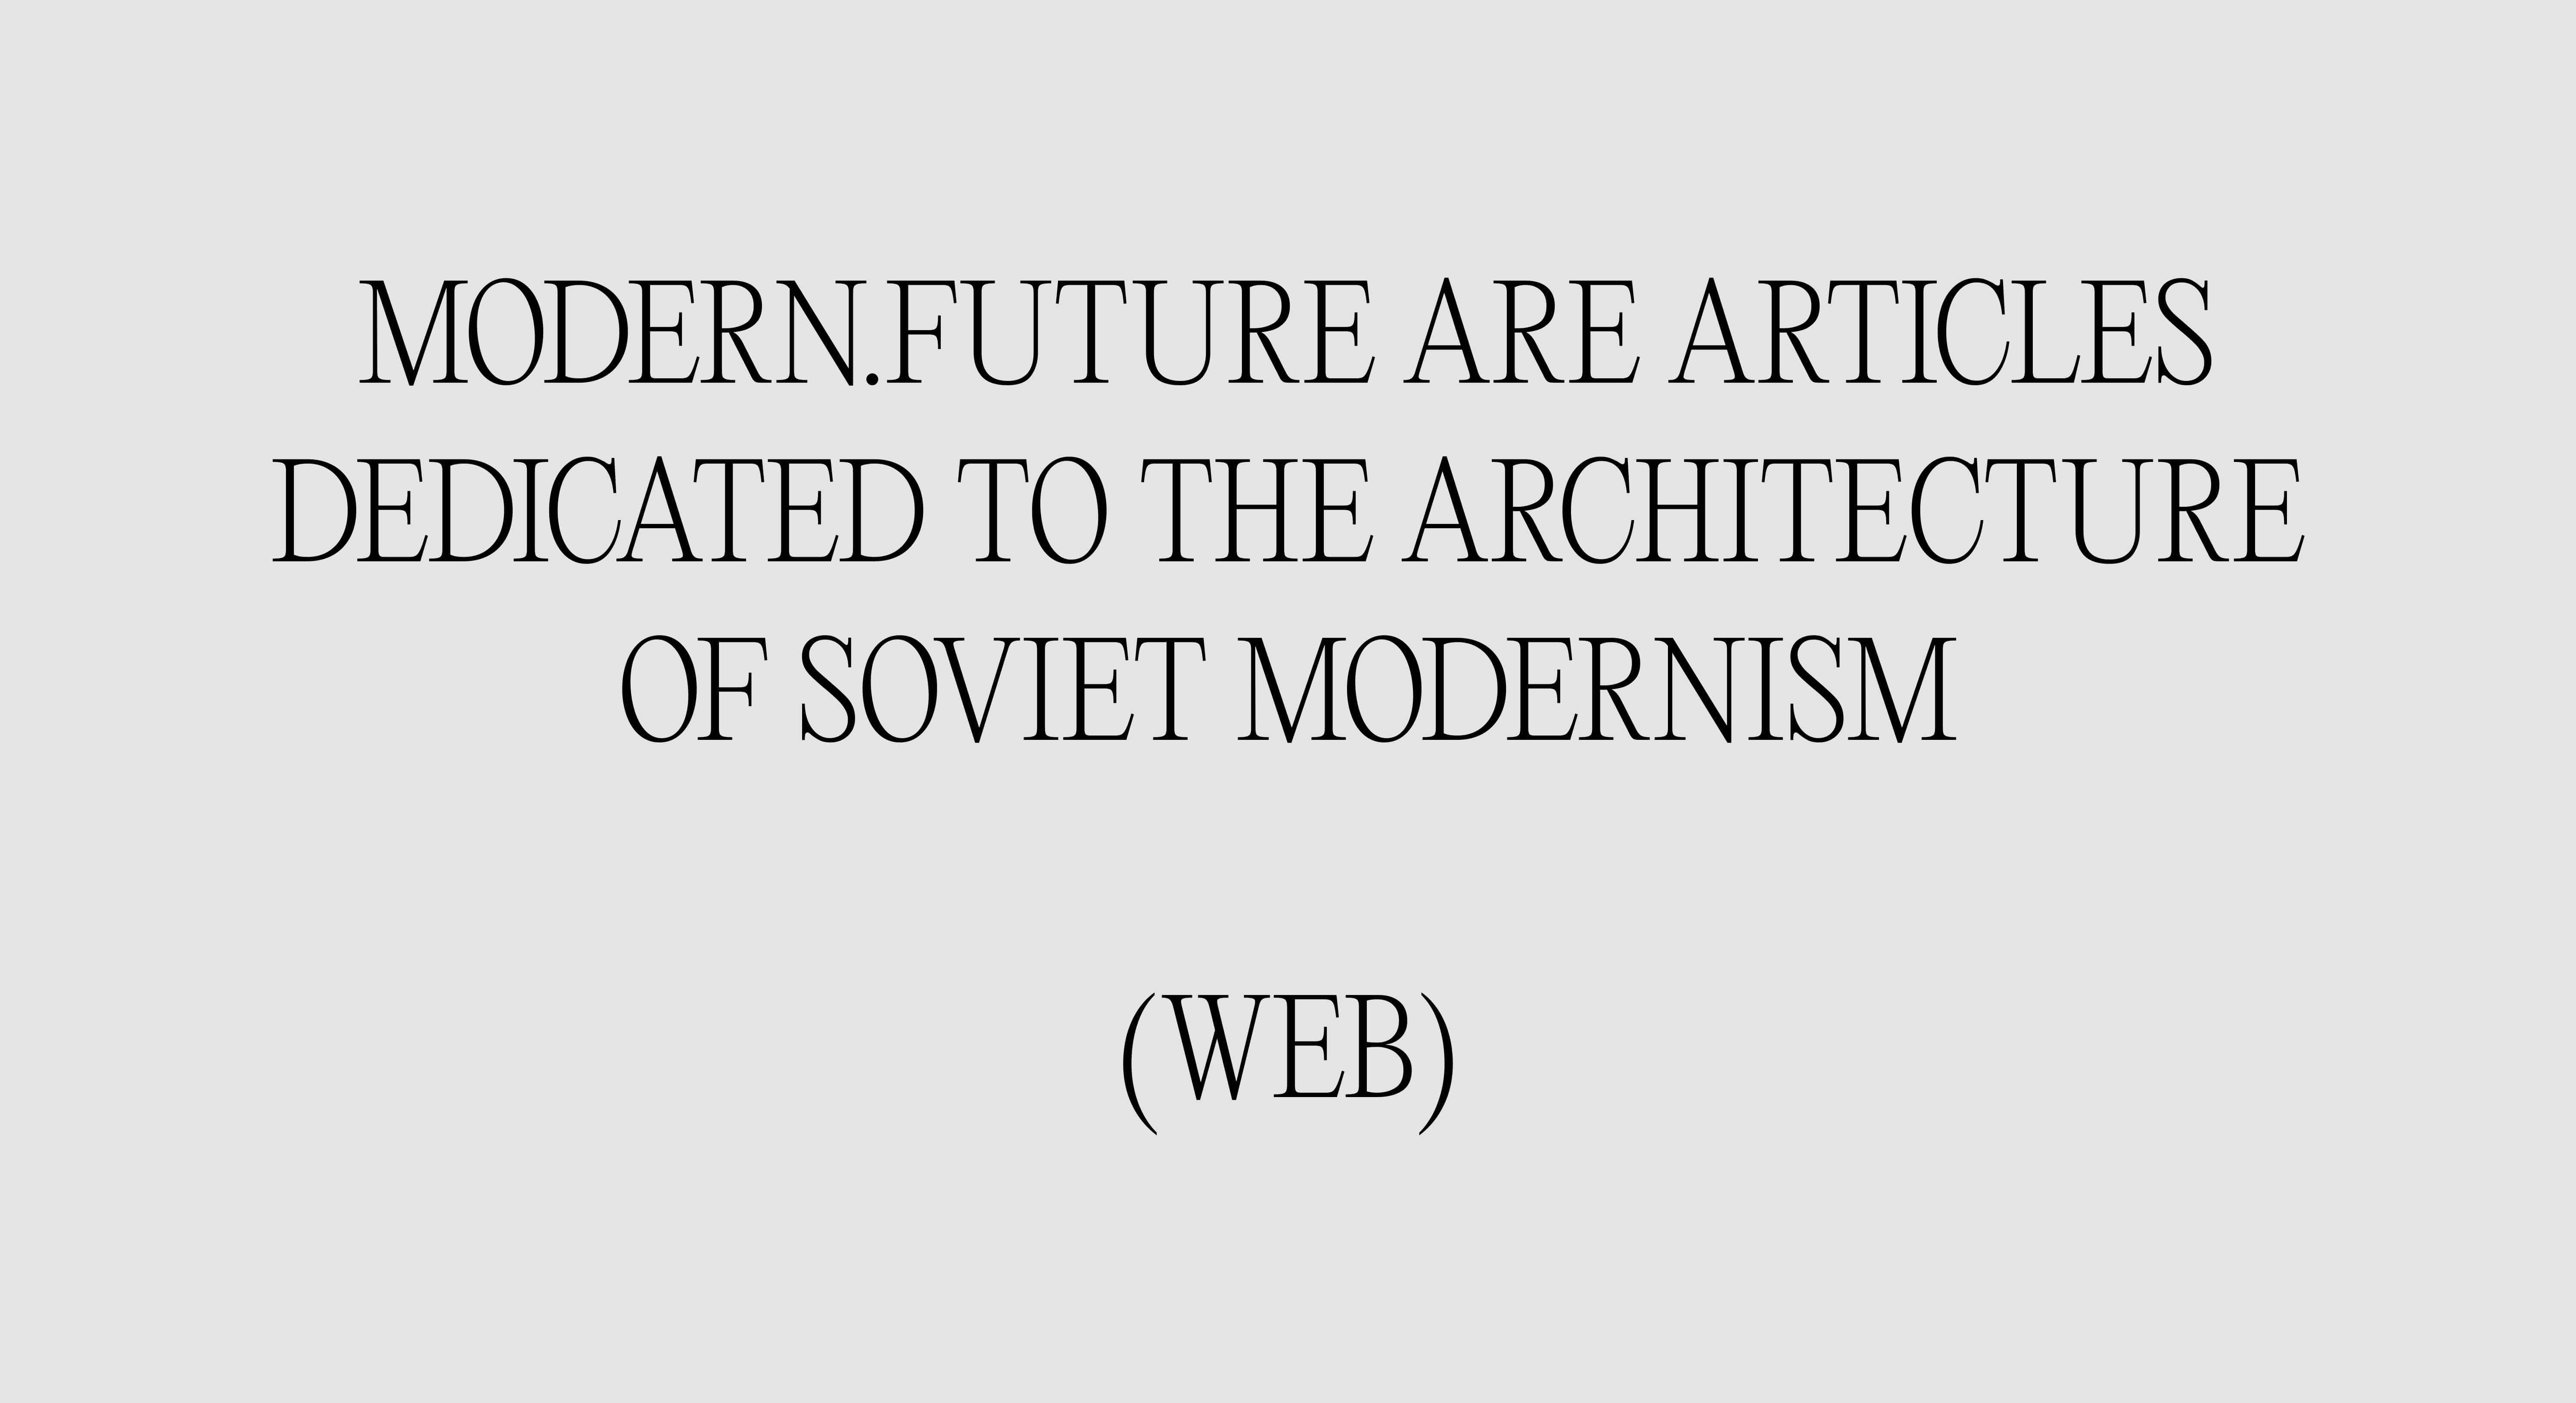 MODERN.FUTURE ARE ARTICLES
DEDICATED TO THE ARCHITECTURE
OF SOVIET MODERNISM
(WEB)